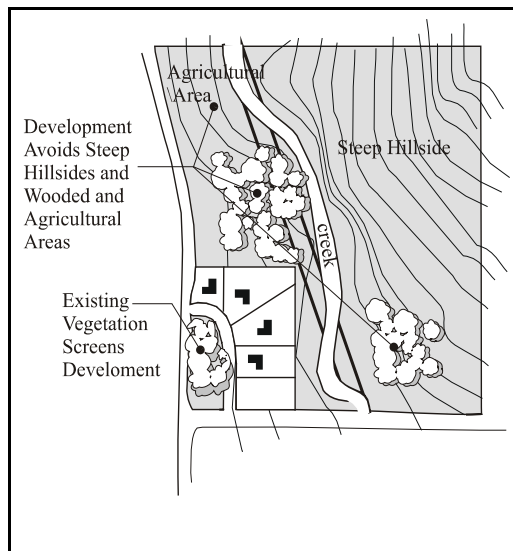 Agricultural
Area
Development
Avoids Steep
Hillsides and
Wooded and
Agricultural
Areas
Steep Hillside
creek
Existing
Vegetation
Screens
Develoment